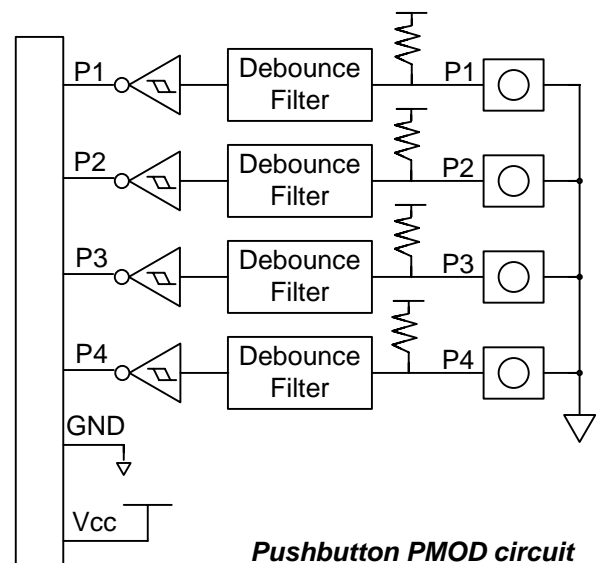 P1 Debounce Filter P1
P2 Debounce Filter P2
P3 Debounce Filter P3
P4 Debounce Filter P4
GND
Vcc
Pushbutton PMOD circuit